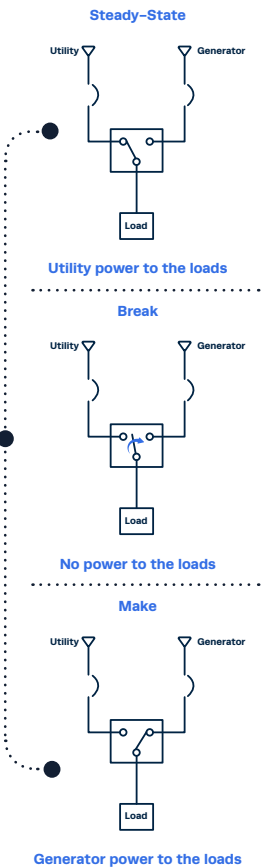 Steady-State
Utility Generator
Load
Utility power to the loads
Break
Utility Generator
Load
No power to the loads
Make
Utility Generator
Load
Generator power to the loads